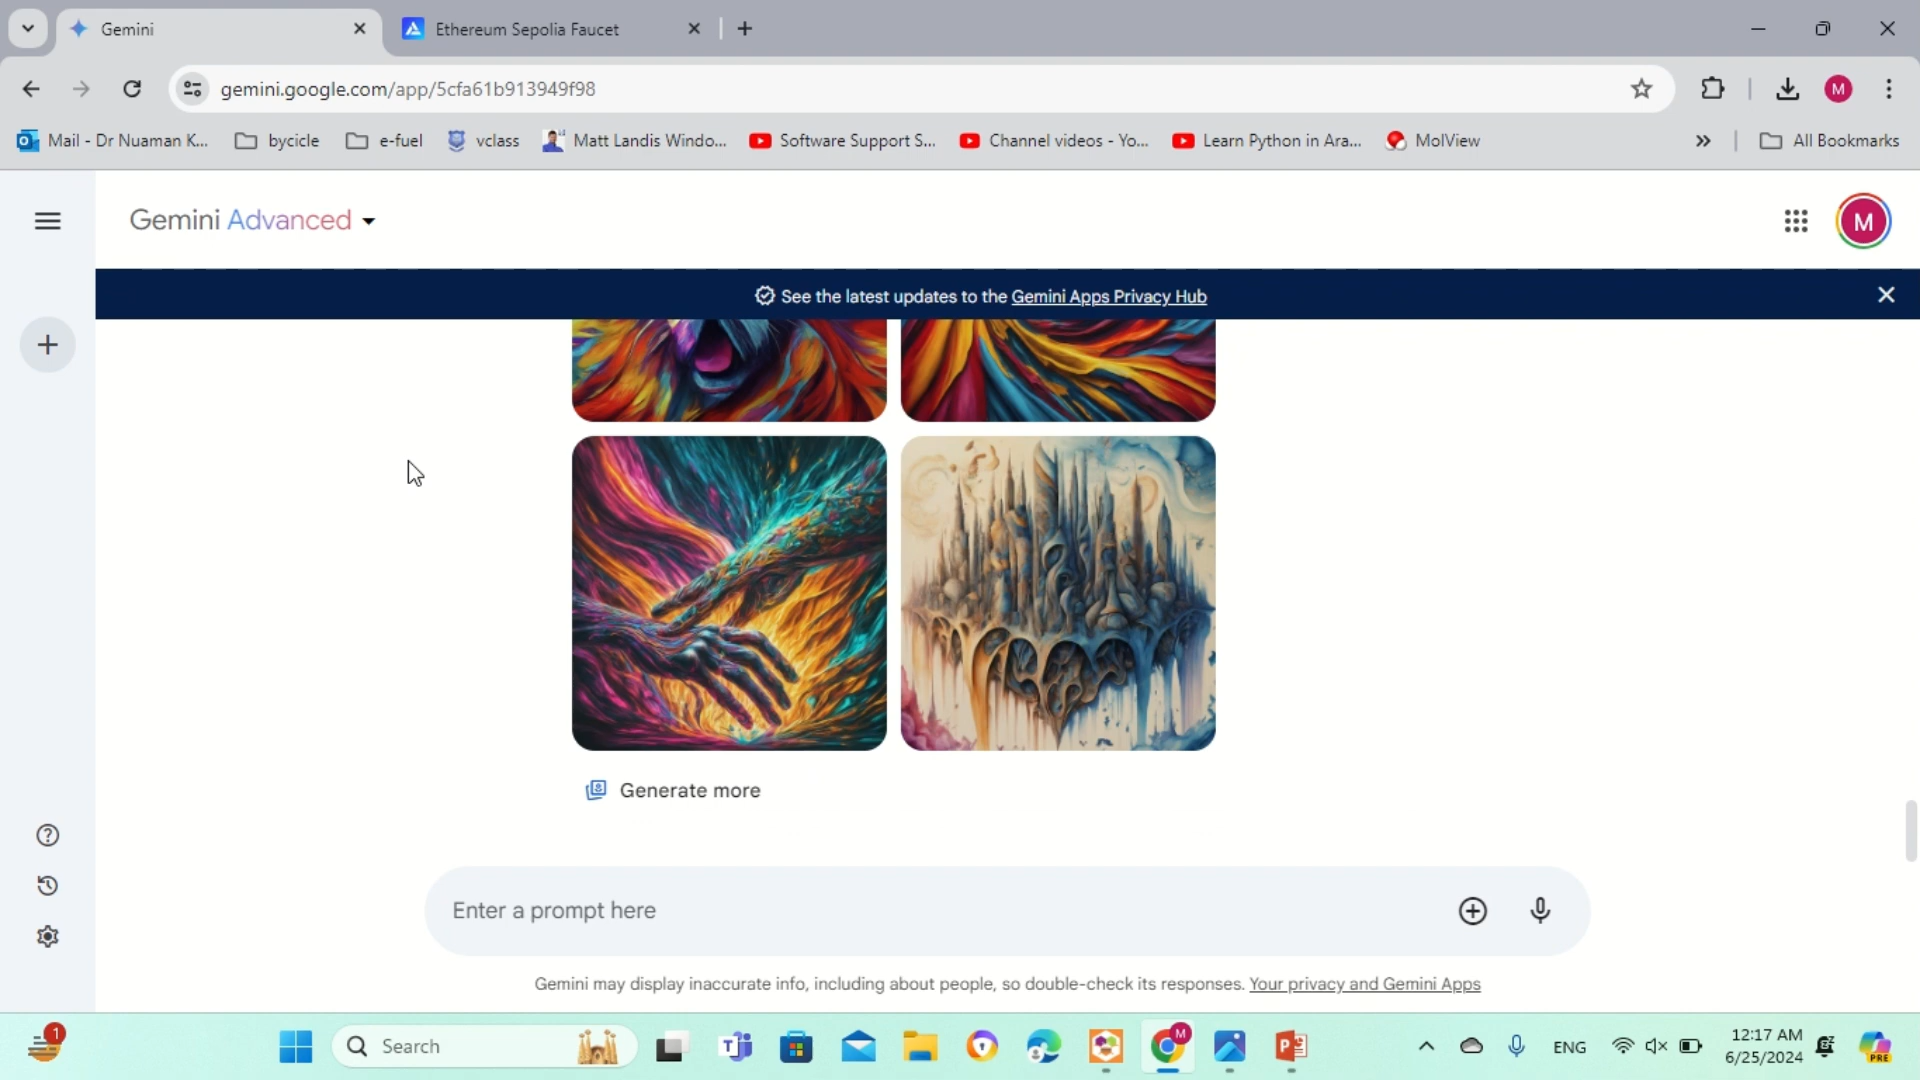 Gemini
Ethereum Sepolia Faucet
gemini.google.com/app/5cfa61b913949f98
M
Mail - Dr Nuaman K...
bycicle
e-fuel
vclass
Matt Landis Windo...
Software Support S...
Channel videos - Yo...
Learn Python in Ara...
MolView
All Bookmarks
Gemini Advanced
M
See the latest updates to the Gemini Apps Privacy Hub
Generate more
Enter a prompt here
Gemini may display inaccurate info, including about people, so double-check its responses. Your privacy and Gemini Apps
1
Search
M
ENG
12:17 AM
6/25/2024
PRE